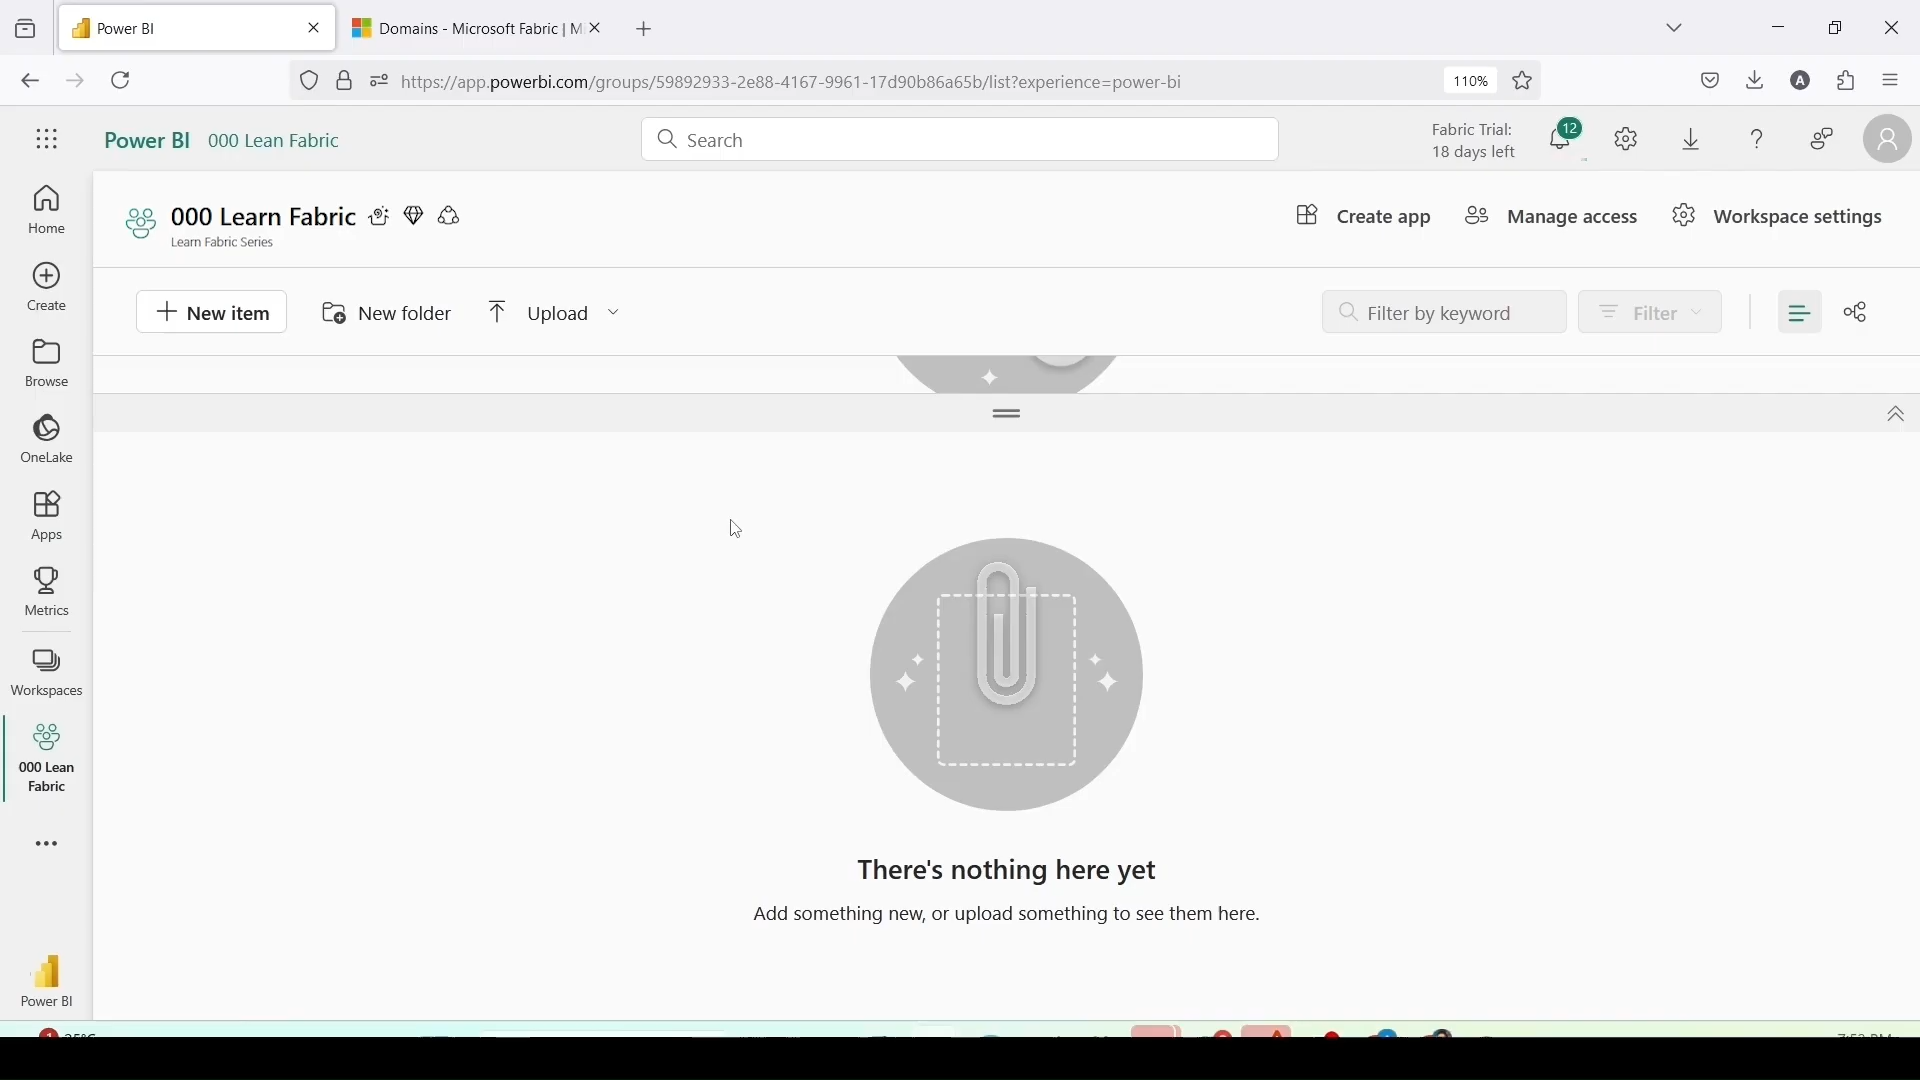 Power BI
Domains - Microsoft Fabric | Mi
https://app.powerbi.com/groups/59892933-2e88-4167-9961-17d90b86a65b/list?experience=power-bi
110%
A
Power BI 000 Lean Fabric
Search
Fabric Trial:
18 days left
12
?
Home
Create
Browse
OneLake
Apps
Metrics
Workspaces
000 Lean
Fabric
Power BI
000 Learn Fabric
Learn Fabric Series
Create app
Manage access
Workspace settings
New item
New folder
Upload
Filter by keyword
Filter
There's nothing here yet
Add something new, or upload something to see them here.